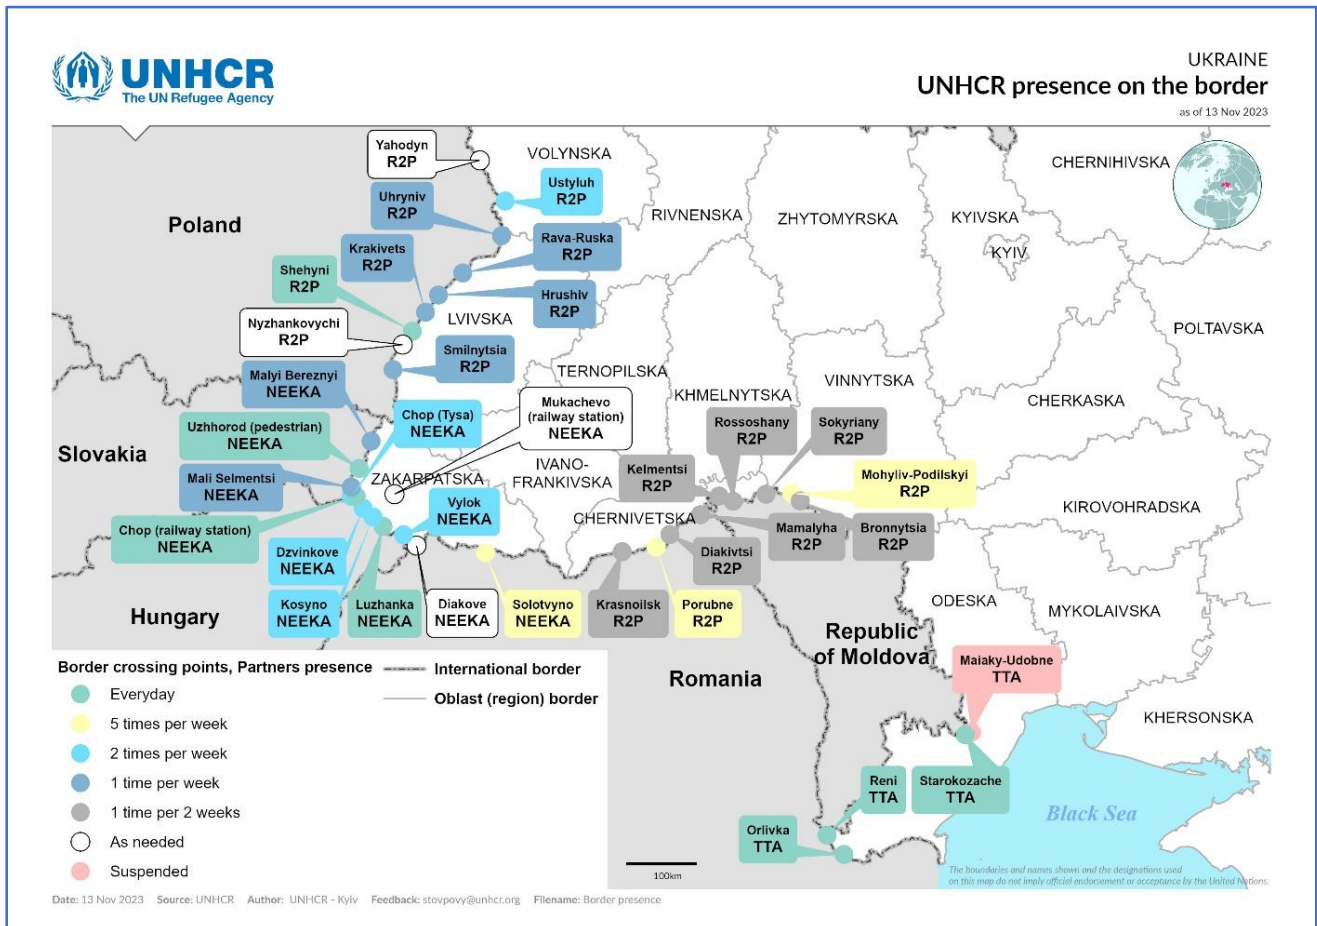 UNHCR
The UN Refugee Agency
UKRAINE
UNHCR presence on the border
as of 13 Nov 2023
Yahodyn
R2P
VOLYNSKA
CHERNIHIVSKA
Ustyluh
R2P
Uhryniv
R2P
RIVNENSKA
ZHYTOMYRSKA
KYIVSKA
Poland
Rava-Ruska
R2P
Krakivets
R2P
KYIV
Shehyni
R2P
Hrushiv
R2P
Nyzhankovychi
R2P
LVIVSKA
POLTAVSKA
Smilnytsia
R2P
Malyi Bereznyi
NEEKA
TERNOPILSKA
KHMELNYTSKA
VINNYTSKA
CHERKASKA
Chop (Tysa)
NEEKA
Mukachevo
(railway station)
NEEKA
Uzhhorod (pedestrian)
NEEKA
Rossoshany
R2P
Sokyriany
R2P
Slovakia
Mali Selmentsi
NEEKA
ZAKARPATSKA
IVANO-
FRANKIVSKA
Kelmentsi
R2P
Mohyliv-Podilskyi
R2P
KIROVOHRADSKA
Vylok
NEEKA
CHERNIVETSKA
Chop (railway station)
NEEKA
Mamalyha
R2P
Bronnytsia
R2P
Dzvinkove
NEEKA
Diakivtsi
R2P
Hungary
Kosyno
NEEKA
Luzhanka
NEEKA
Diakove
NEEKA
Solotvyno
NEEKA
Krasnoilsk
R2P
Porubne
R2P
ODESKA
MYKOLAIVSKA
Republic
of Moldova
Romania
Maiaky-Udobne
TTA
KHERSONSKA
Reni
TTA
Starokozache
TTA
Orlivka
TTA
Black Sea
Border crossing points, Partners presence
Everyday
5 times per week
2 times per week
1 time per week
1 time per 2 weeks
As needed
Suspended
International border
Oblast (region) border
100km
The boundaries and names shown and the designations used
on this map do not imply official endorsement or acceptance by the United Nations.
Date: 13 Nov 2023 Source: UNHCR Author: UNHCR - Kyiv Feedback: stovpovy@unhcr.org Filename: Border presence